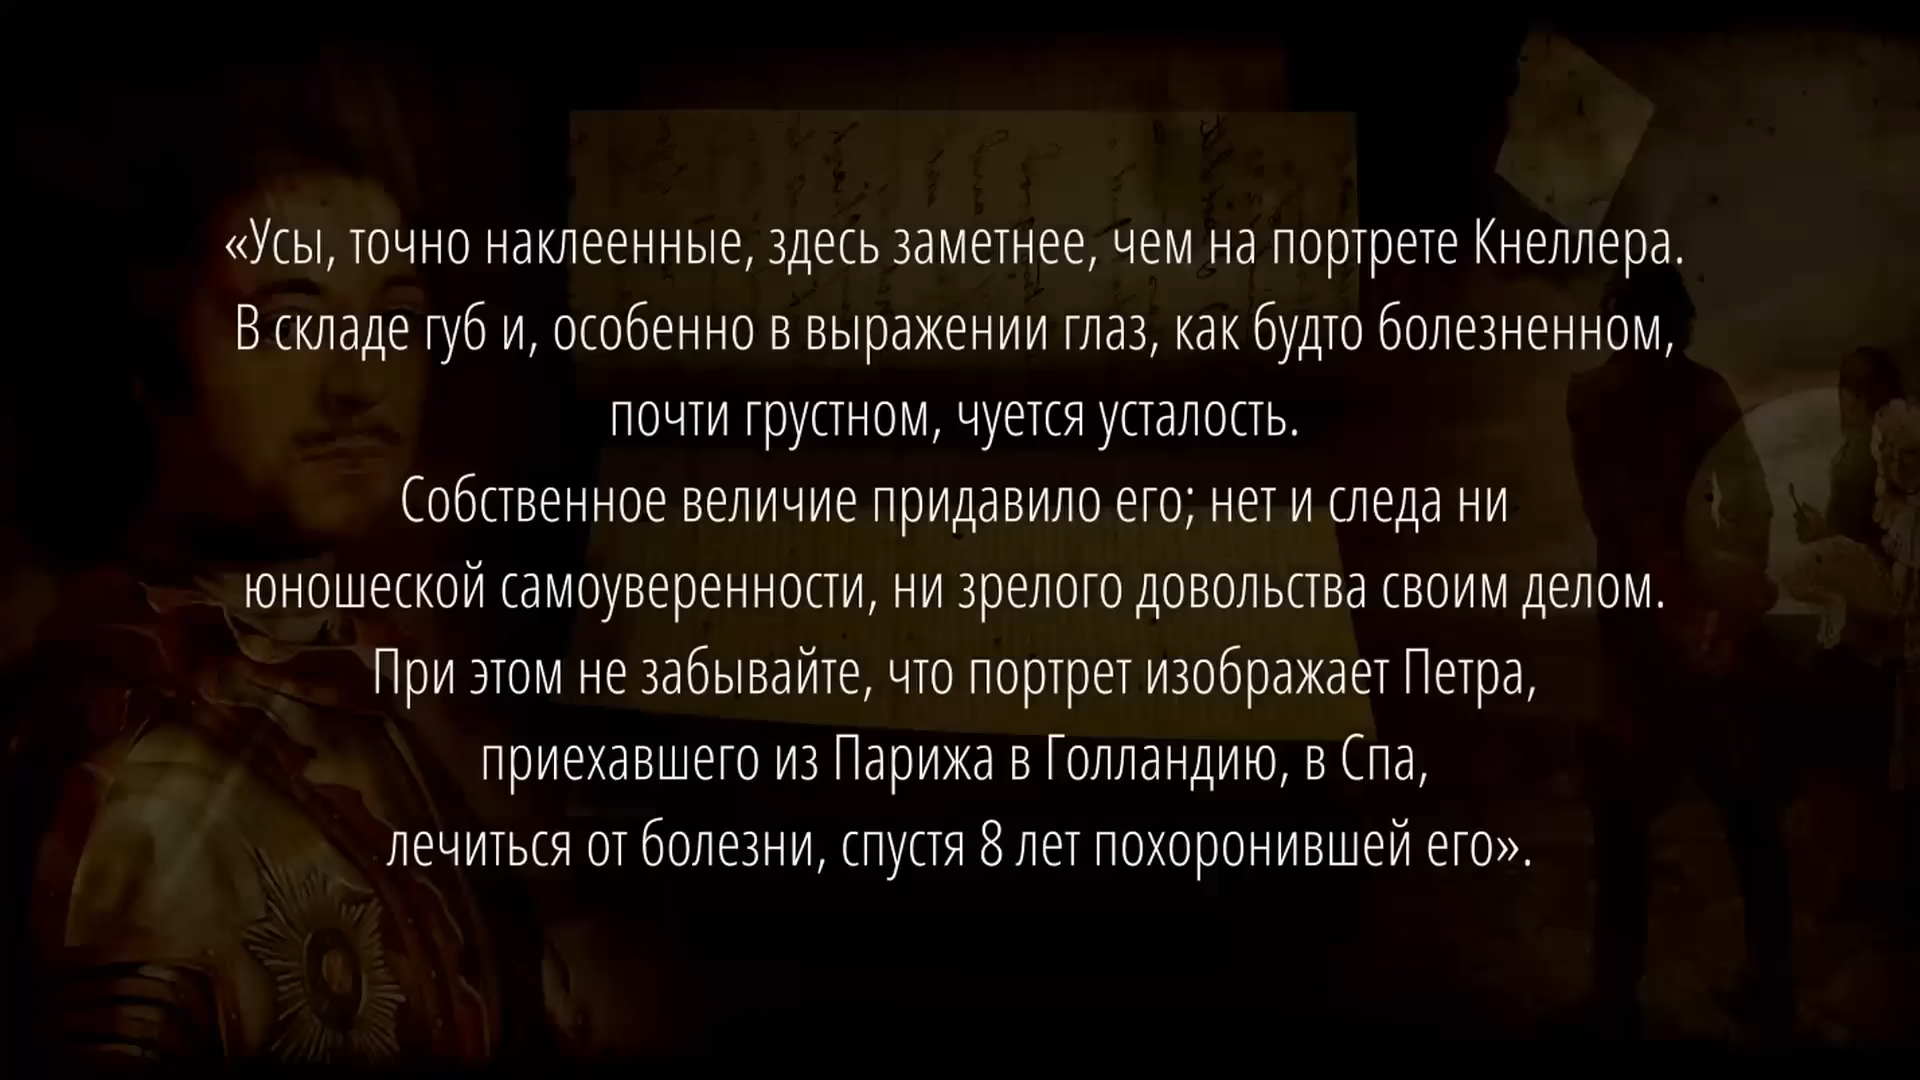 «Усы, точно наклеенные, здесь заметнее, чем на портрете Кнеллера.
В складе губ и, особенно в выражении глаз, как будто болезненном,
почти грустном, чуется усталость.
Собственное величие придавило его; нет и следа ни
юношеской самоуверенности, ни зрелого довольства своим делом.
При этом не забывайте, что портрет изображает Петра,
приехавшего из Парижа в Голландию, в Спа,
лечиться от болезни, спустя 8 лет похоронившей его».